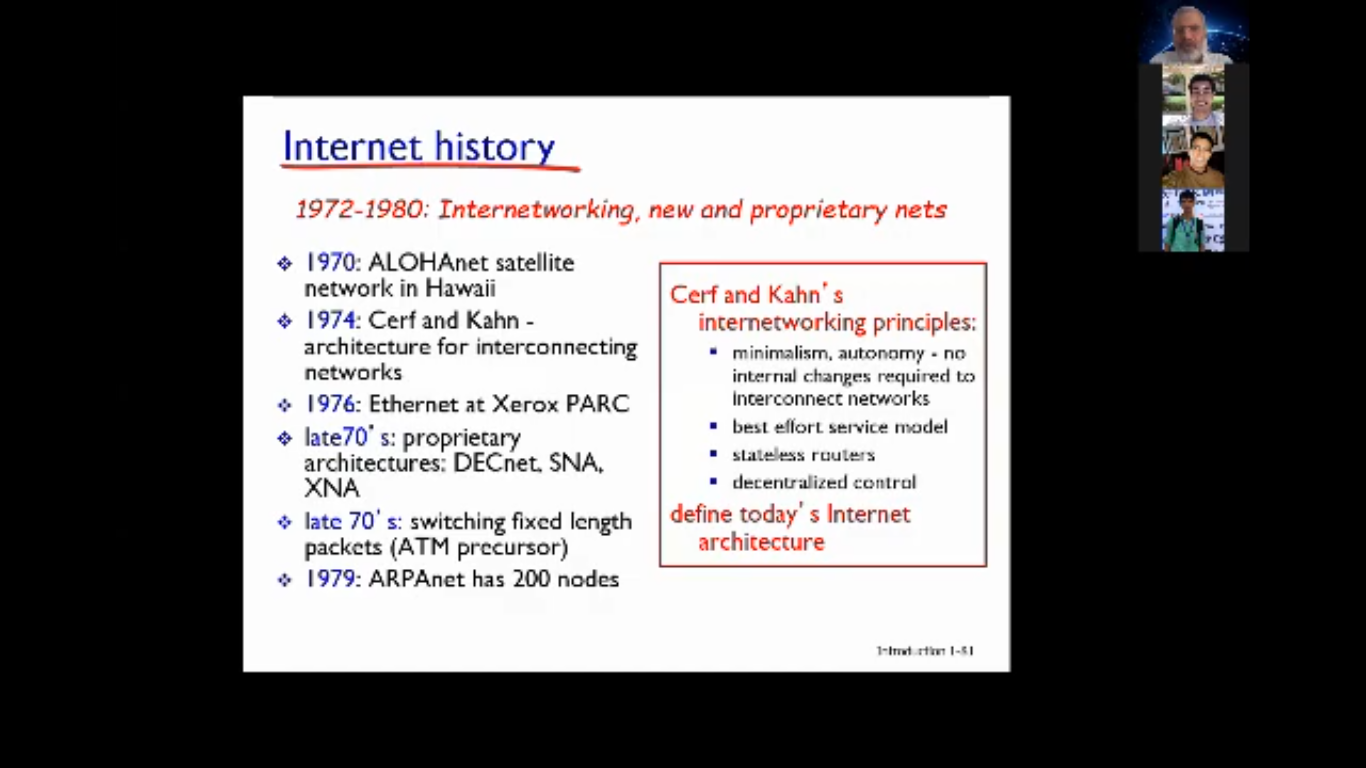 Internet history
1972-1980: Internetworking, new and proprietary nets
1970: ALOHAnet satellite
network in Hawaii
1974: Cerf and Kahn -
architecture for interconnecting
networks
1976: Ethernet at Xerox PARC
late70's: proprietary
architectures: DECnet, SNA,
XNA
late 70's: switching fixed length
packets (ATM precursor)
1979: ARPAnet has 200 nodes
Cerf and Kahn's
internetworking principles:
minimalism, autonomy - no
internal changes required to
interconnect networks
best effort service model
stateless routers
decentralized control
define today's Internet
architecture
Introduction